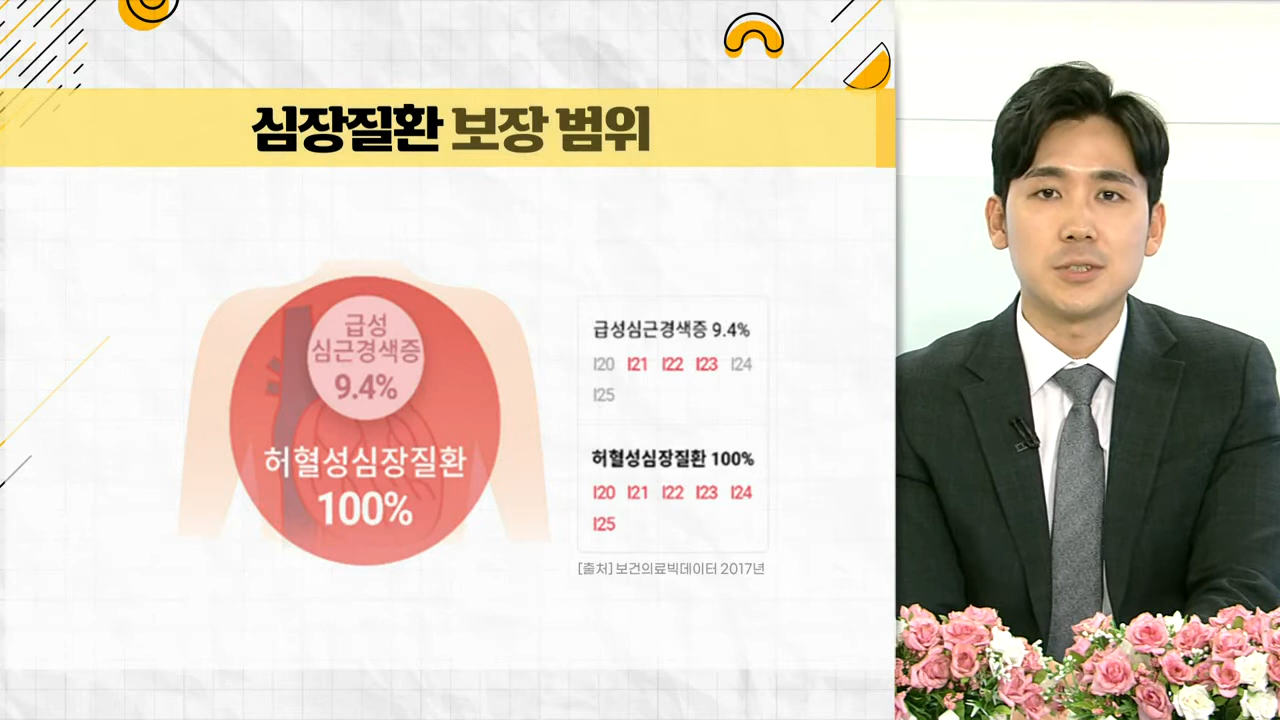 심장질환 보장 범위
급성
심근경색증
9.4%
허혈성심장질환
100%
급성심근경색증 9.4%
I20 I21 I22 I23 I24
I25
허혈성심장질환 100%
I20 I21 I22 I23 I24
I25
[출처] 보건의료빅데이터 2017년